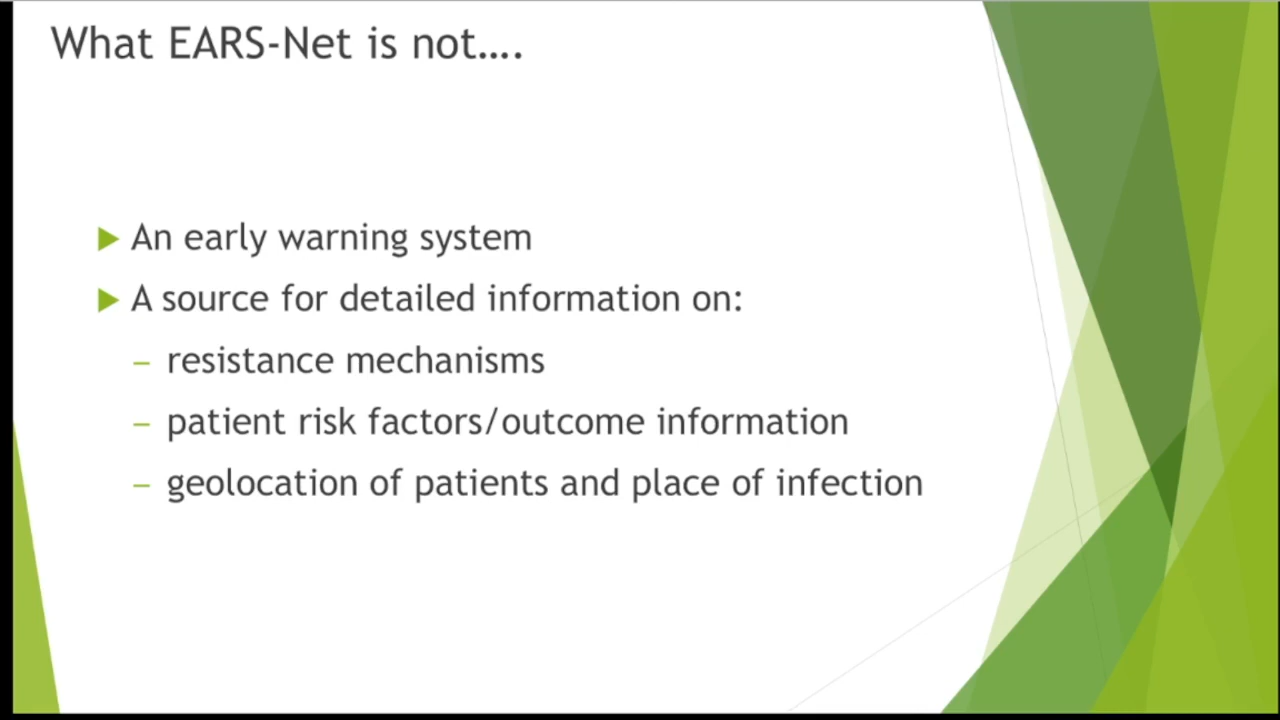 What EARS-Net is not....
An early warning system
A source for detailed information on:
– resistance mechanisms
– patient risk factors/outcome information
– geolocation of patients and place of infection